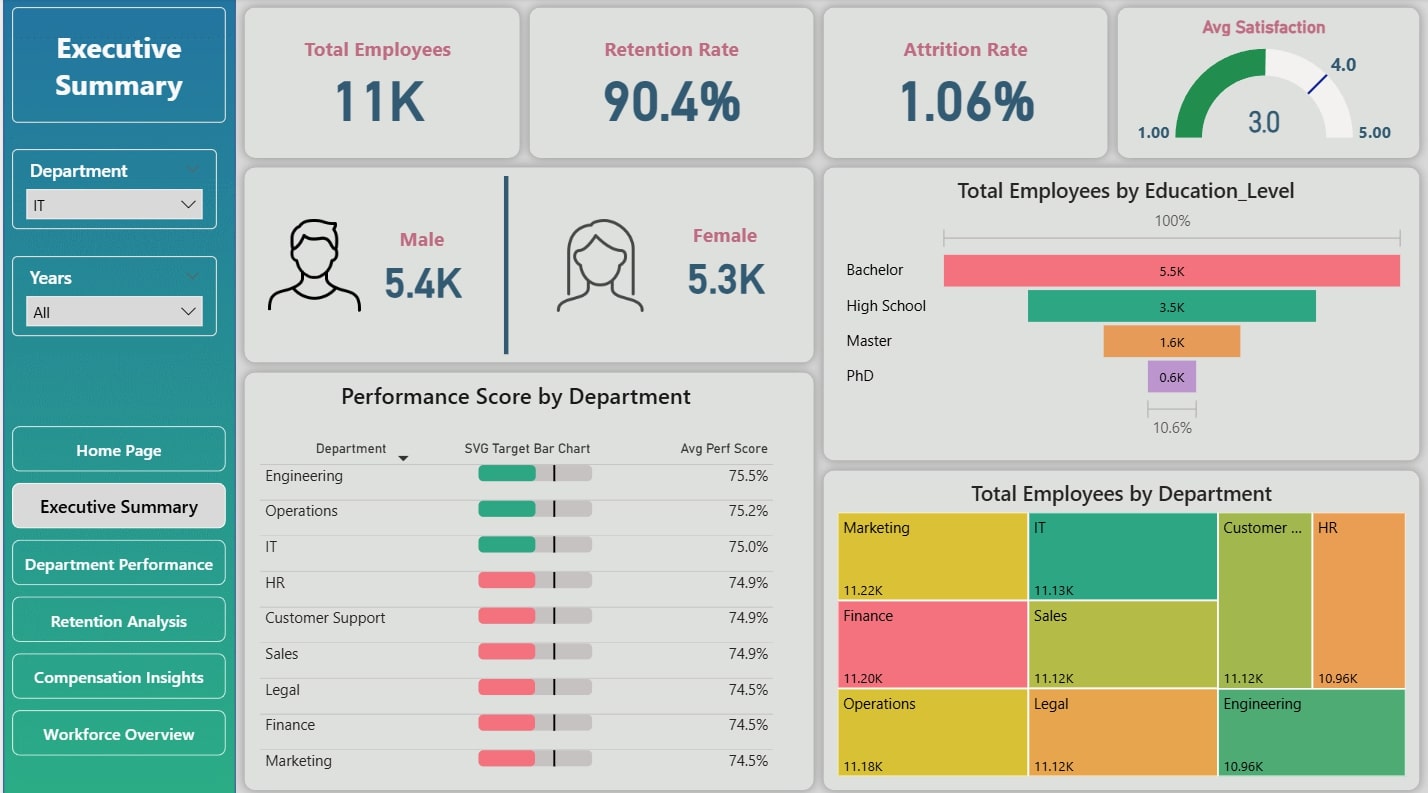 Executive
Summary
Department
IT
Years
All
Home Page
Executive Summary
Department Performance
Retention Analysis
Compensation Insights
Workforce Overview
Total Employees
11K
Retention Rate
90.4%
Attrition Rate
1.06%
Avg Satisfaction
4.0
3.0
1.00
5.00
Male
5.4K
Female
5.3K
Total Employees by Education_Level
100%
Bachelor 5.5K
High School 3.5K
Master 1.6K
PhD 0.6K
10.6%
Performance Score by Department
Department SVG Target Bar Chart Avg Perf Score
Engineering 75.5%
Operations 75.2%
IT 75.0%
HR 74.9%
Customer Support 74.9%
Sales 74.9%
Legal 74.5%
Finance 74.5%
Marketing 74.5%
Total Employees by Department
Marketing
11.22K
IT
11.13K
Customer ...
11.12K
HR
10.96K
Finance
11.20K
Sales
11.12K
Operations
11.18K
Legal
11.12K
Engineering
10.96K